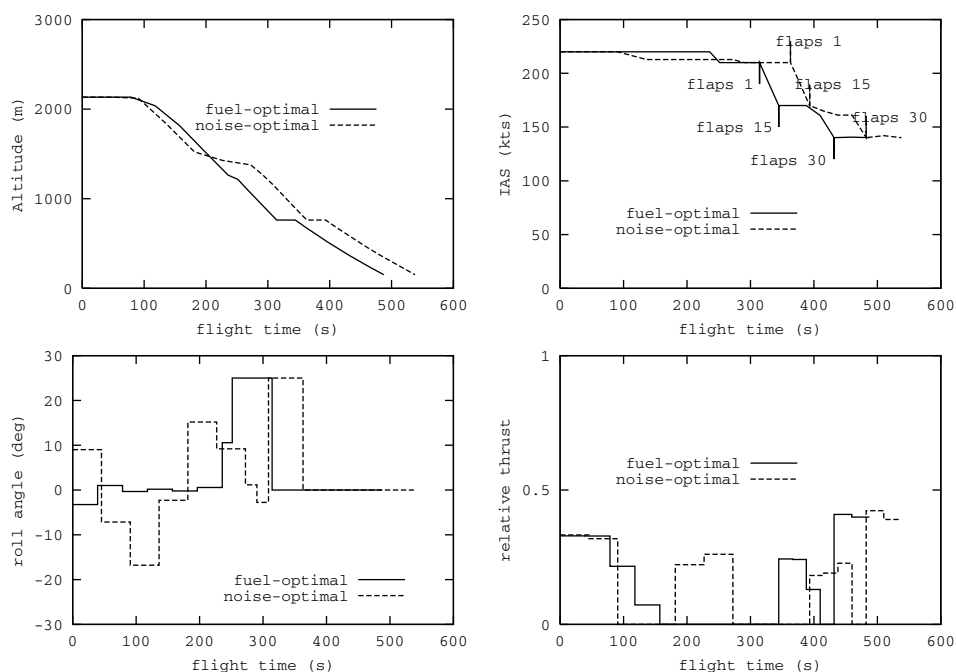 3000
2000
1000
0
Altitude (m)
fuel-optimal
noise-optimal
0 100 200 300 400 500 600
flight time (s)
250
200
150
100
50
0
IAS (kts)
flaps 1
flaps 1
flaps 15
flaps 15
flaps 30
flaps 30
fuel-optimal
noise-optimal
0 100 200 300 400 500 600
flight time (s)
30
20
10
0
-10
-20
-30
roll angle (deg)
fuel-optimal
noise-optimal
0 100 200 300 400 500 600
flight time (s)
1
0.5
0
relative thrust
fuel-optimal
noise-optimal
0 100 200 300 400 500 600
flight time (s)